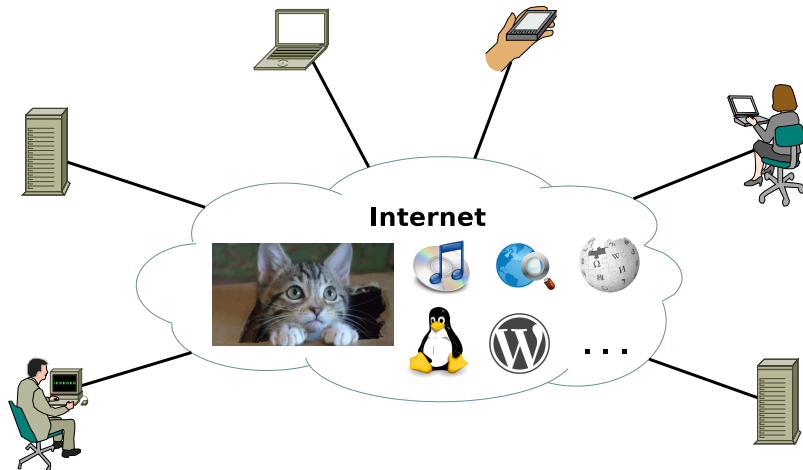 Internet
Ω W
И
W
. . .